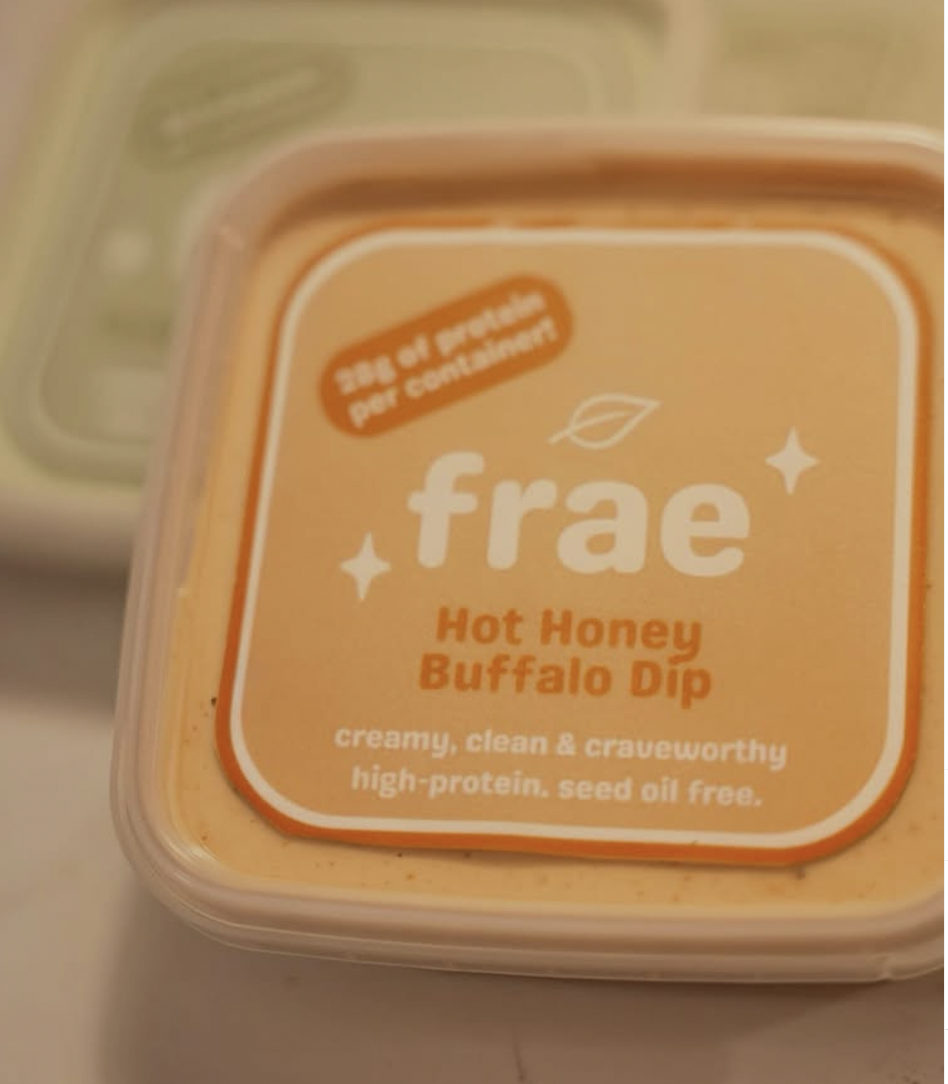 28g of protein
per container!
frae
Hot Honey
Buffalo Dip
creamy, clean & craveworthy
high-protein. seed oil free.